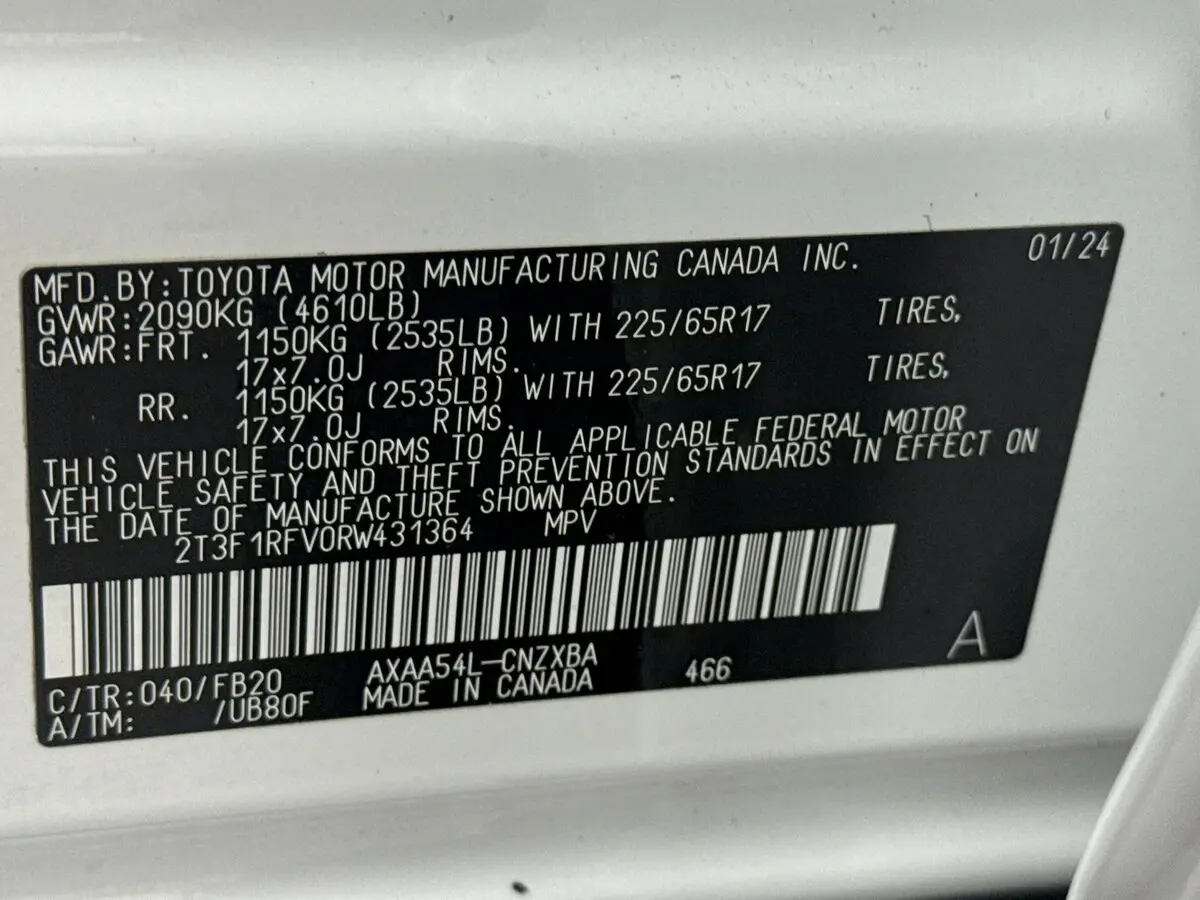 MFD.BY:TOYOTA MOTOR MANUFACTURING CANADA INC. 01/24
GVWR:2090KG (4610LB)
GAWR:FRT. 1150KG (2535LB) WITH 225/65R17 TIRES,
17x7.0J RIMS.
RR. 1150KG (2535LB) WITH 225/65R17 TIRES,
17x7.0J RIMS.
THIS VEHICLE CONFORMS TO ALL APPLICABLE FEDERAL MOTOR
VEHICLE SAFETY AND THEFT PREVENTION STANDARDS IN EFFECT ON
THE DATE OF MANUFACTURE SHOWN ABOVE.
2T3F1RFV0RW431364 MPV
C/TR:040/FB20 AXAA54L-CNZXBA 466 A
A/TM: /UB80F MADE IN CANADA